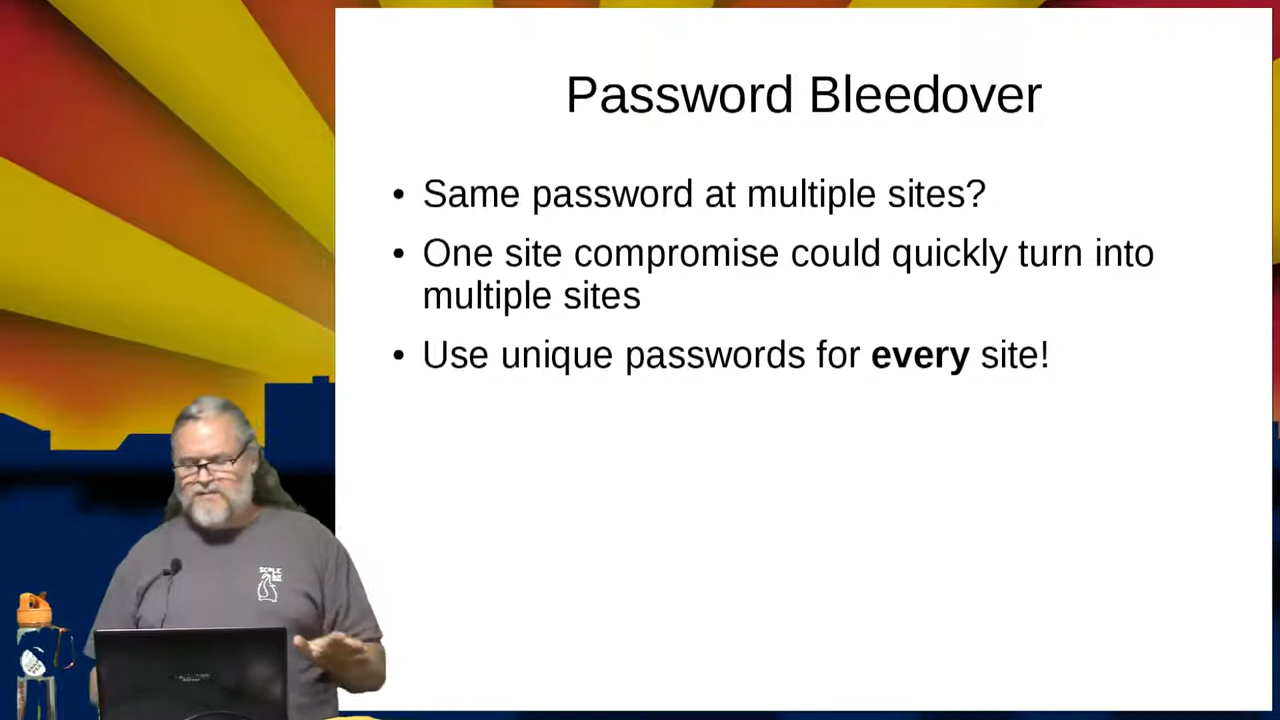 Password Bleedover
• Same password at multiple sites?
• One site compromise could quickly turn into
multiple sites
• Use unique passwords for every site!
SCALE